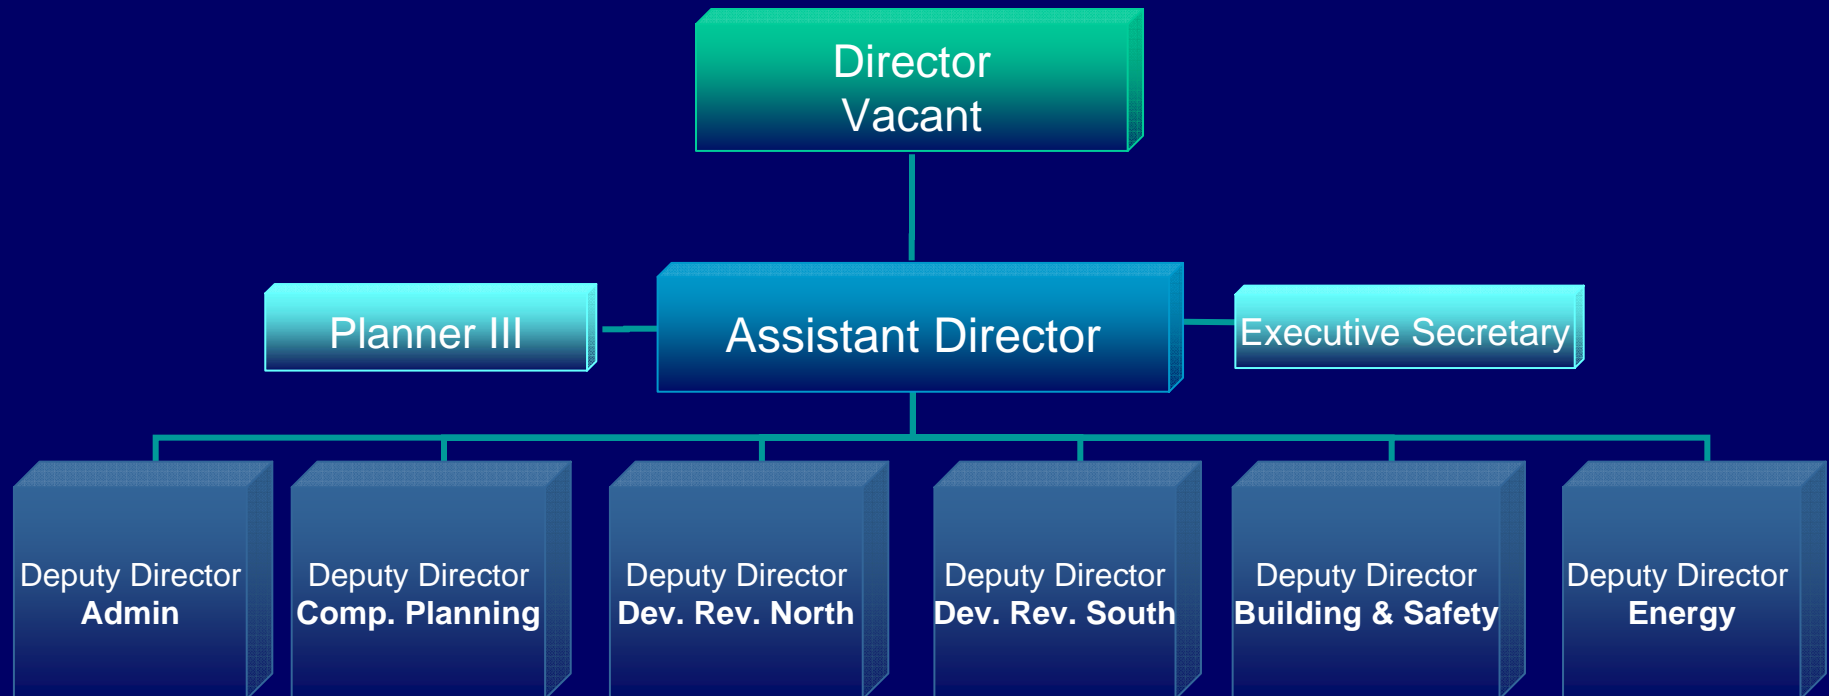 Director
Vacant
Planner III
Assistant Director
Executive Secretary
Deputy Director
Admin
Deputy Director
Comp. Planning
Deputy Director
Dev. Rev. North
Deputy Director
Dev. Rev. South
Deputy Director
Building & Safety
Deputy Director
Energy